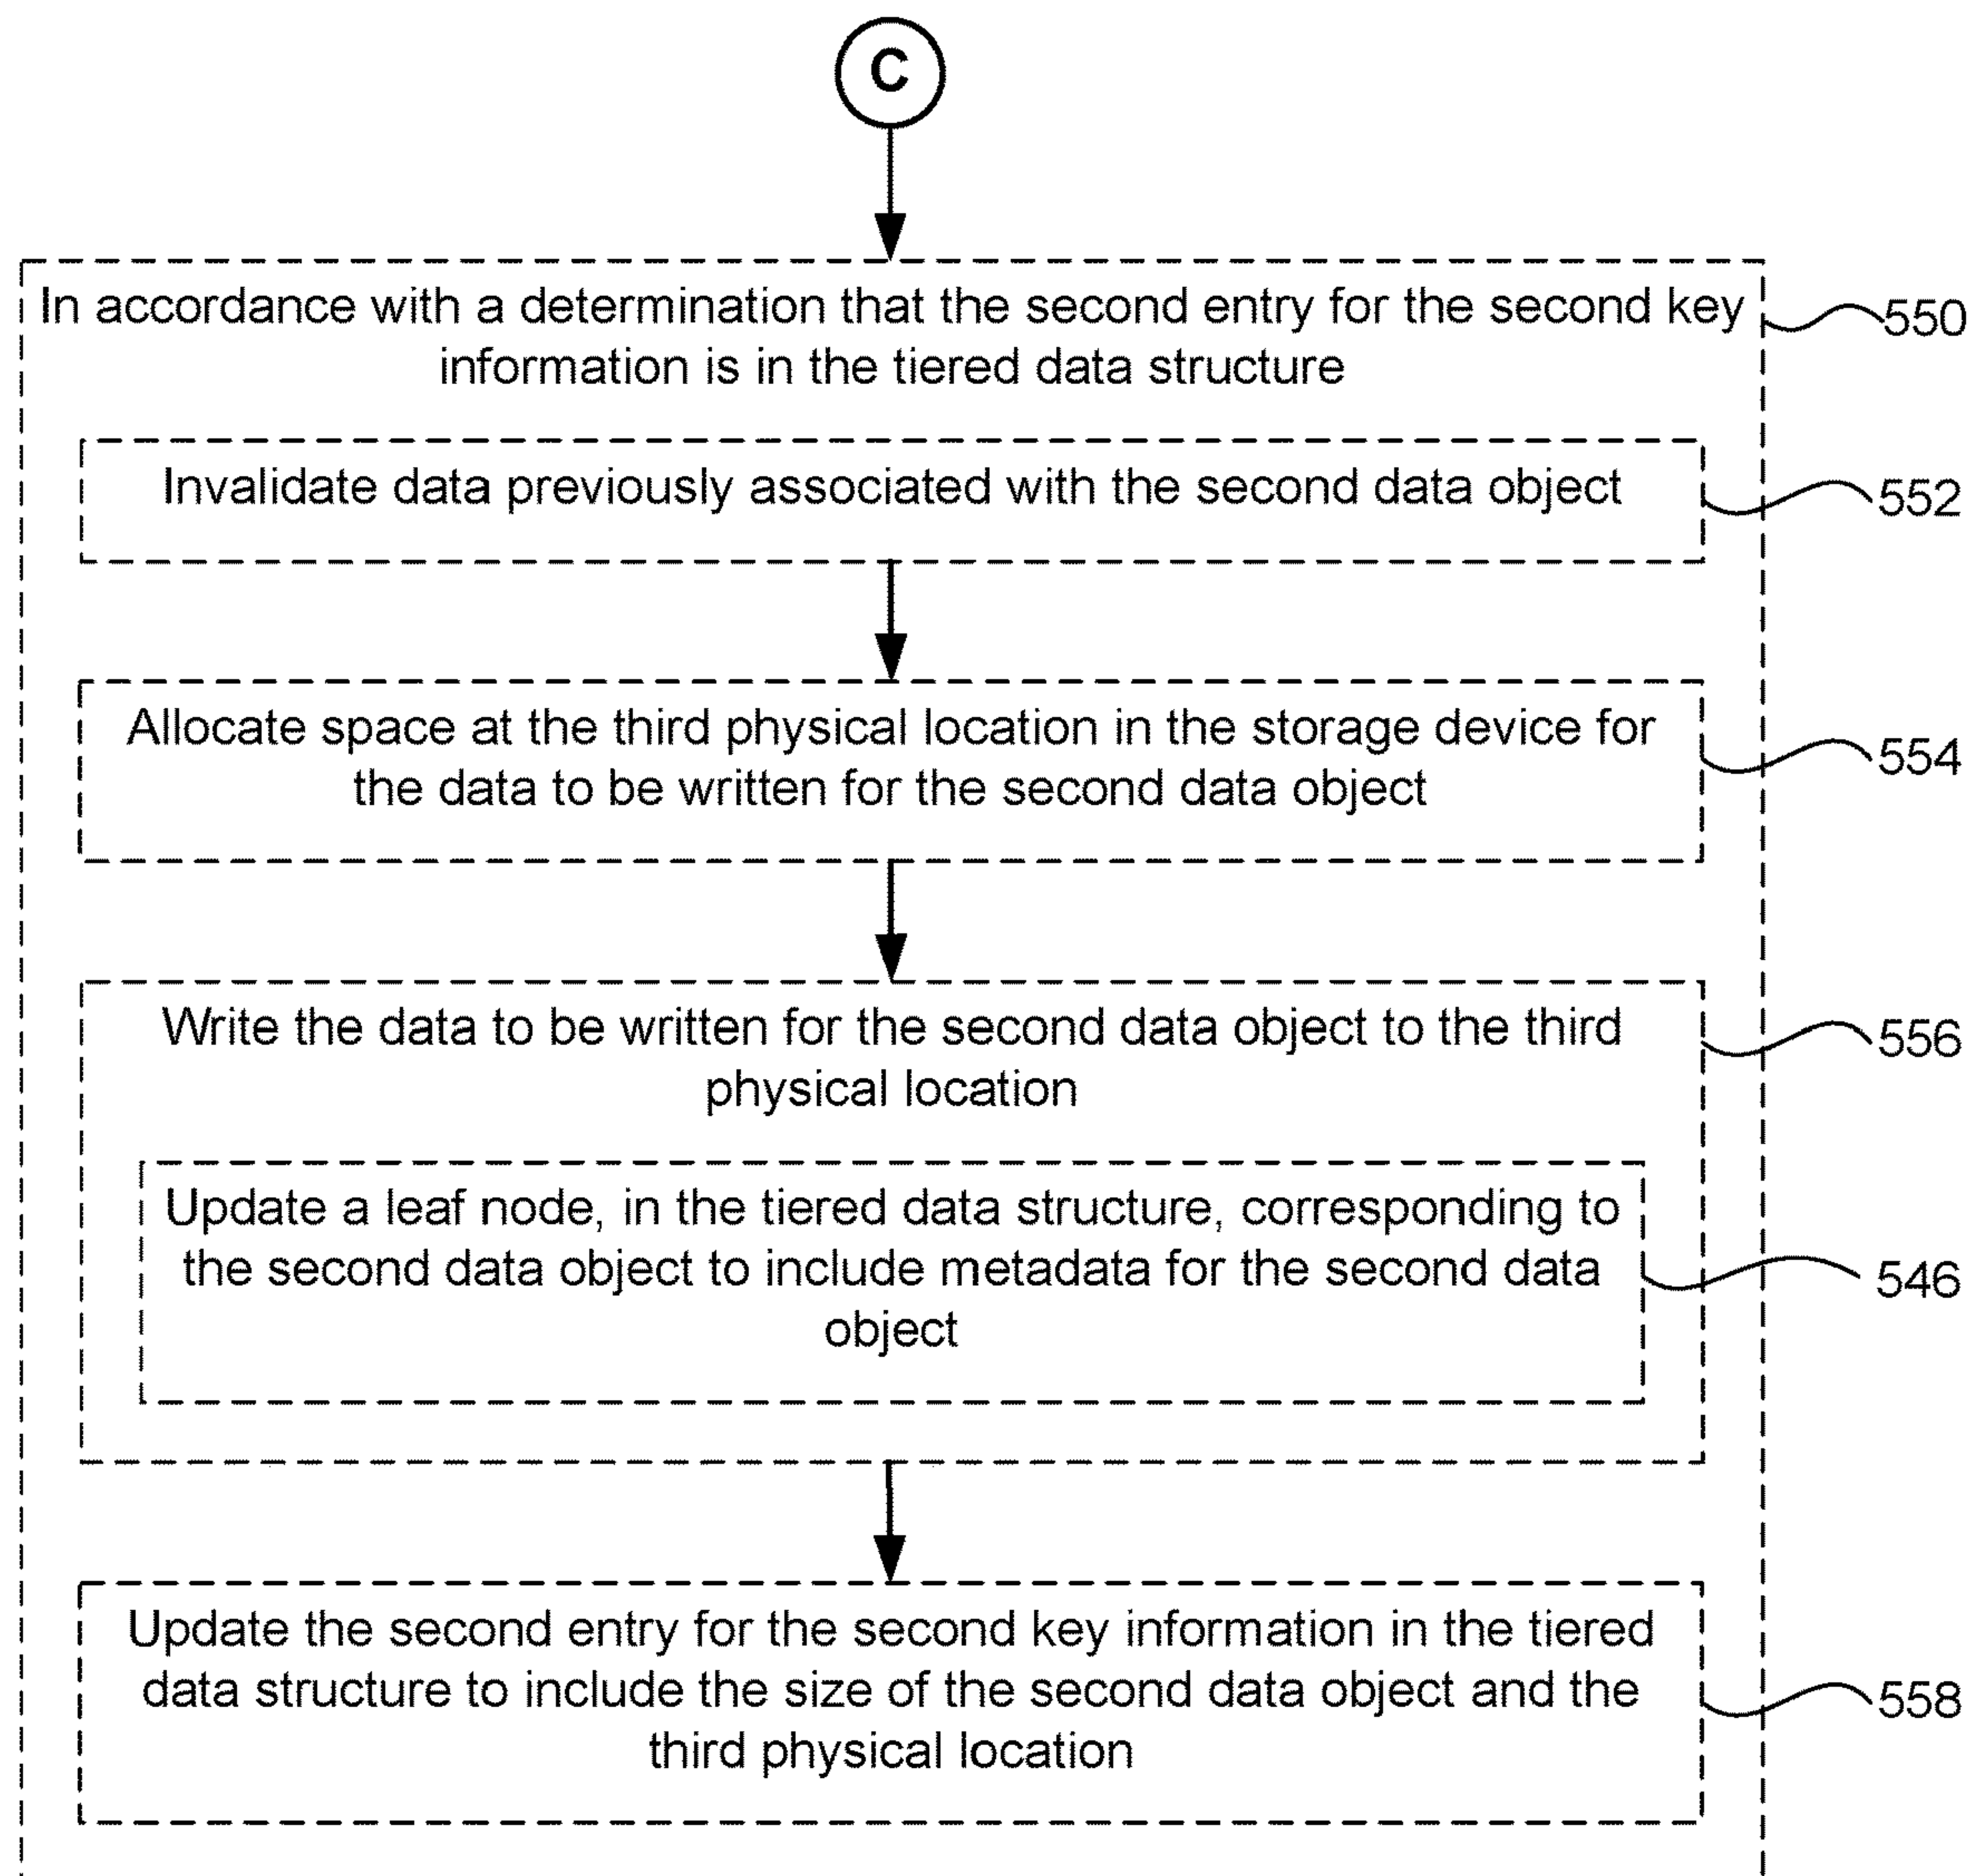 C
In accordance with a determination that the second entry for the second key
information is in the tiered data structure
550
Invalidate data previously associated with the second data object
552
Allocate space at the third physical location in the storage device for
the data to be written for the second data object
554
Write the data to be written for the second data object to the third
physical location
556
Update a leaf node, in the tiered data structure, corresponding to
the second data object to include metadata for the second data
object
546
Update the second entry for the second key information in the tiered
data structure to include the size of the second data object and the
third physical location
558